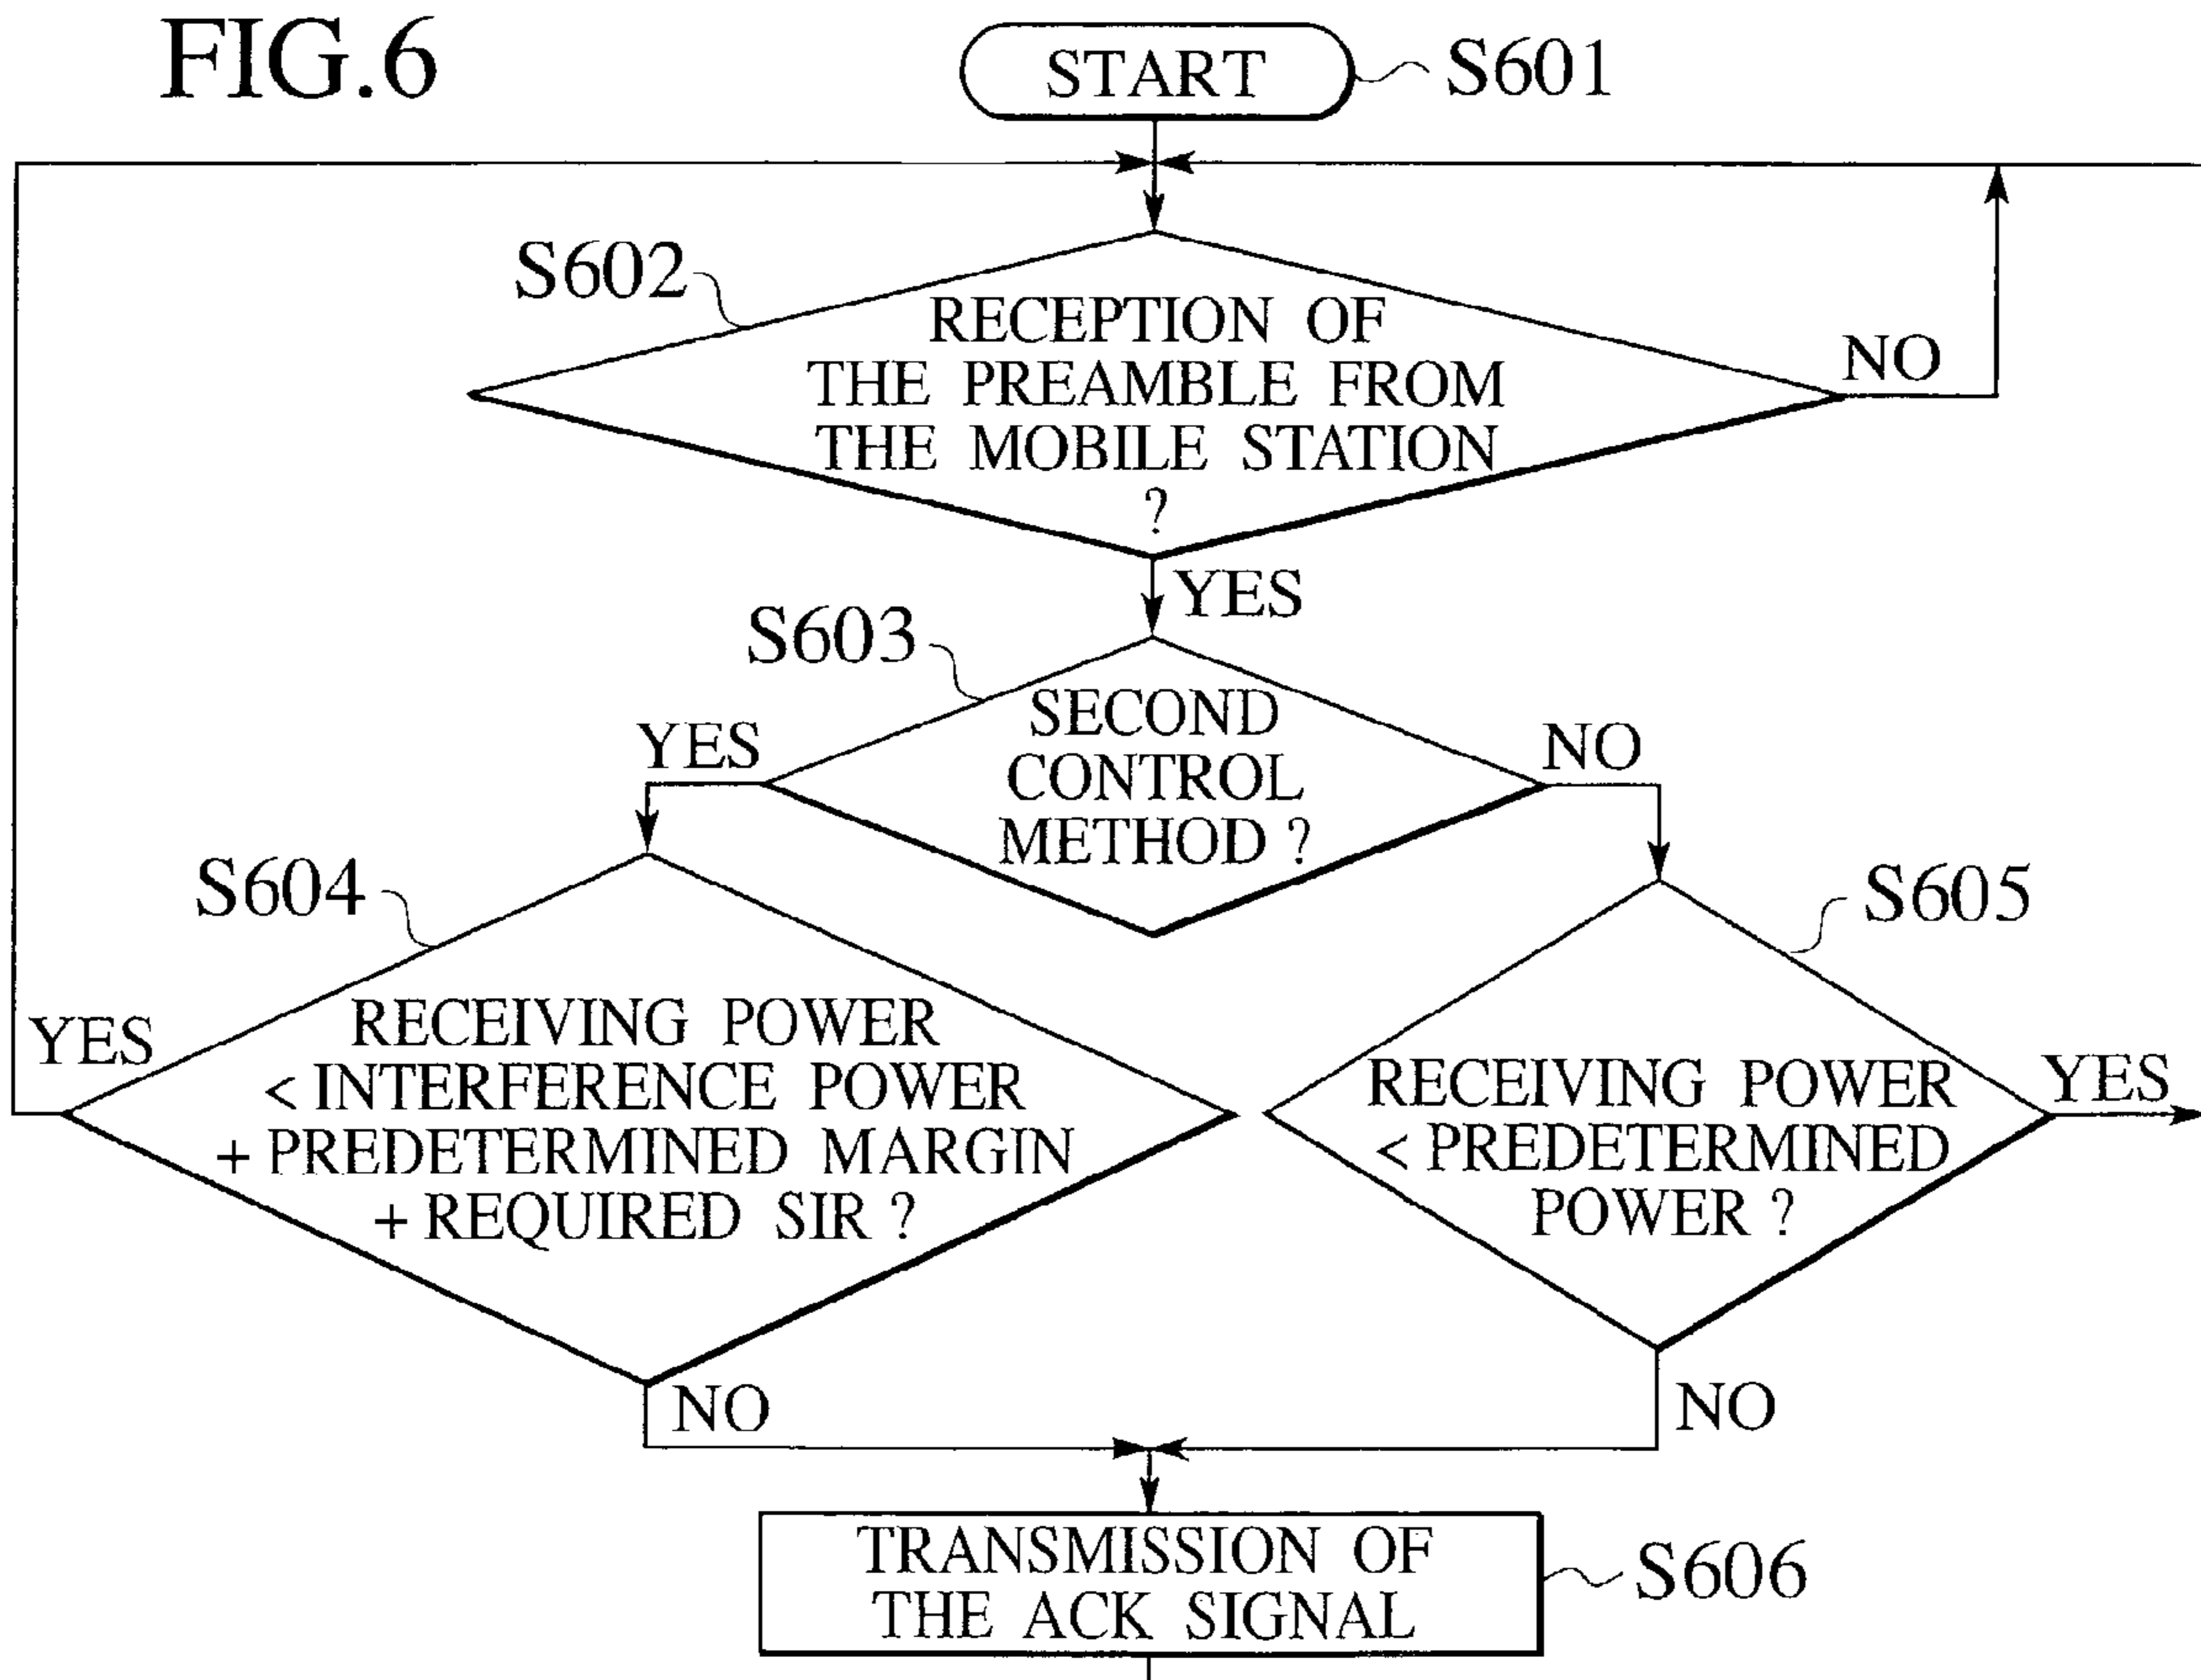 FIG.6
START
S601
S602
RECEPTION OF
THE PREAMBLE FROM
THE MOBILE STATION
?
NO
YES
S603
SECOND
CONTROL
METHOD ?
YES
NO
S604
RECEIVING POWER
< INTERFERENCE POWER
+ PREDETERMINED MARGIN
+ REQUIRED SIR ?
YES
NO
S605
RECEIVING POWER
< PREDETERMINED
POWER ?
YES
NO
TRANSMISSION OF
THE ACK SIGNAL
S606